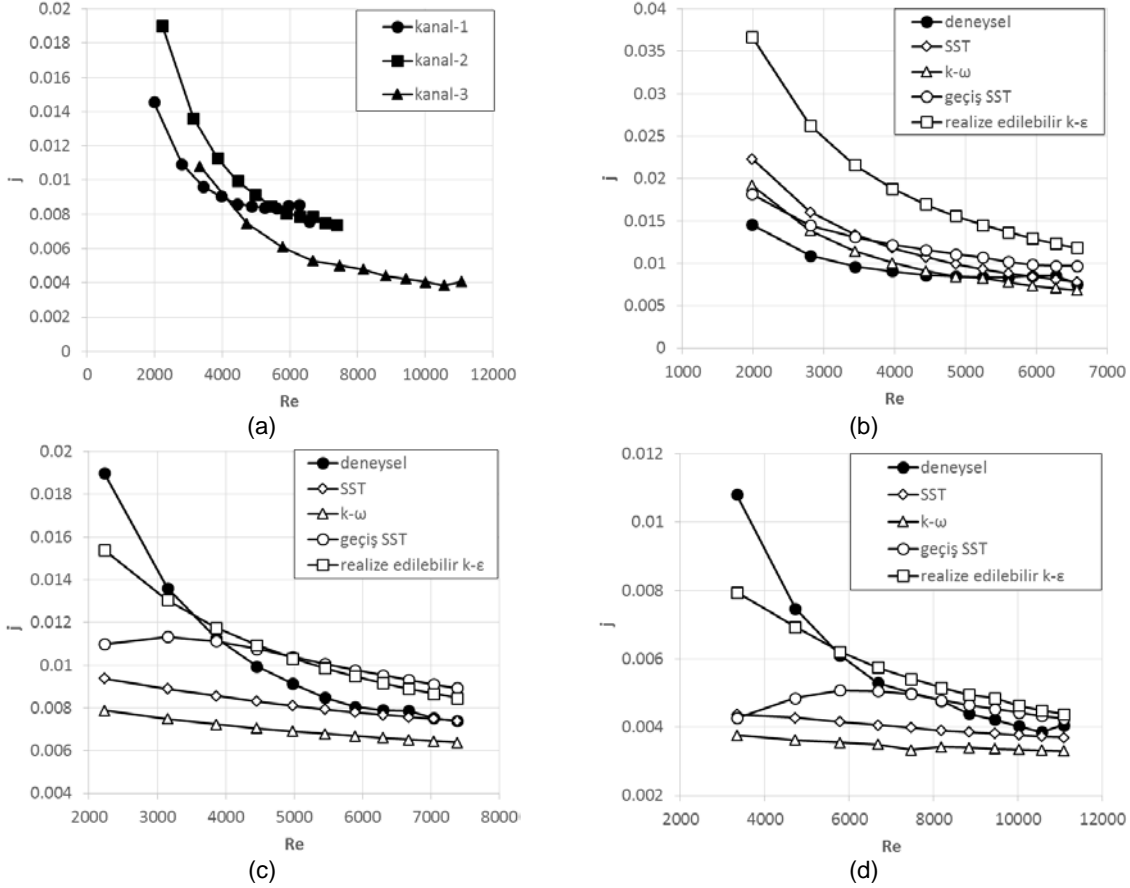 0.02
0.018
0.016
0.014
0.012
0.01
0.008
0.006
0.004
0.002
0
j
0 2000 4000 6000 8000 10000 12000
Re
kanal-1
kanal-2
kanal-3
(a)
0.04
0.035
0.03
0.025
0.02
0.015
0.01
0.005
0
j
1000 2000 3000 4000 5000 6000 7000
Re
deneysel
SST
k-ω
geçiş SST
realize edilebilir k-ε
(b)
0.02
0.018
0.016
0.014
0.012
0.01
0.008
0.006
0.004
j
2000 3000 4000 5000 6000 7000 8000
Re
deneysel
SST
k-ω
geçiş SST
realize edilebilir k-ε
(c)
0.012
0.01
0.008
0.006
0.004
0.002
j
2000 4000 6000 8000 10000 12000
Re
deneysel
SST
k-ω
geçiş SST
realize edilebilir k-ε
(d)